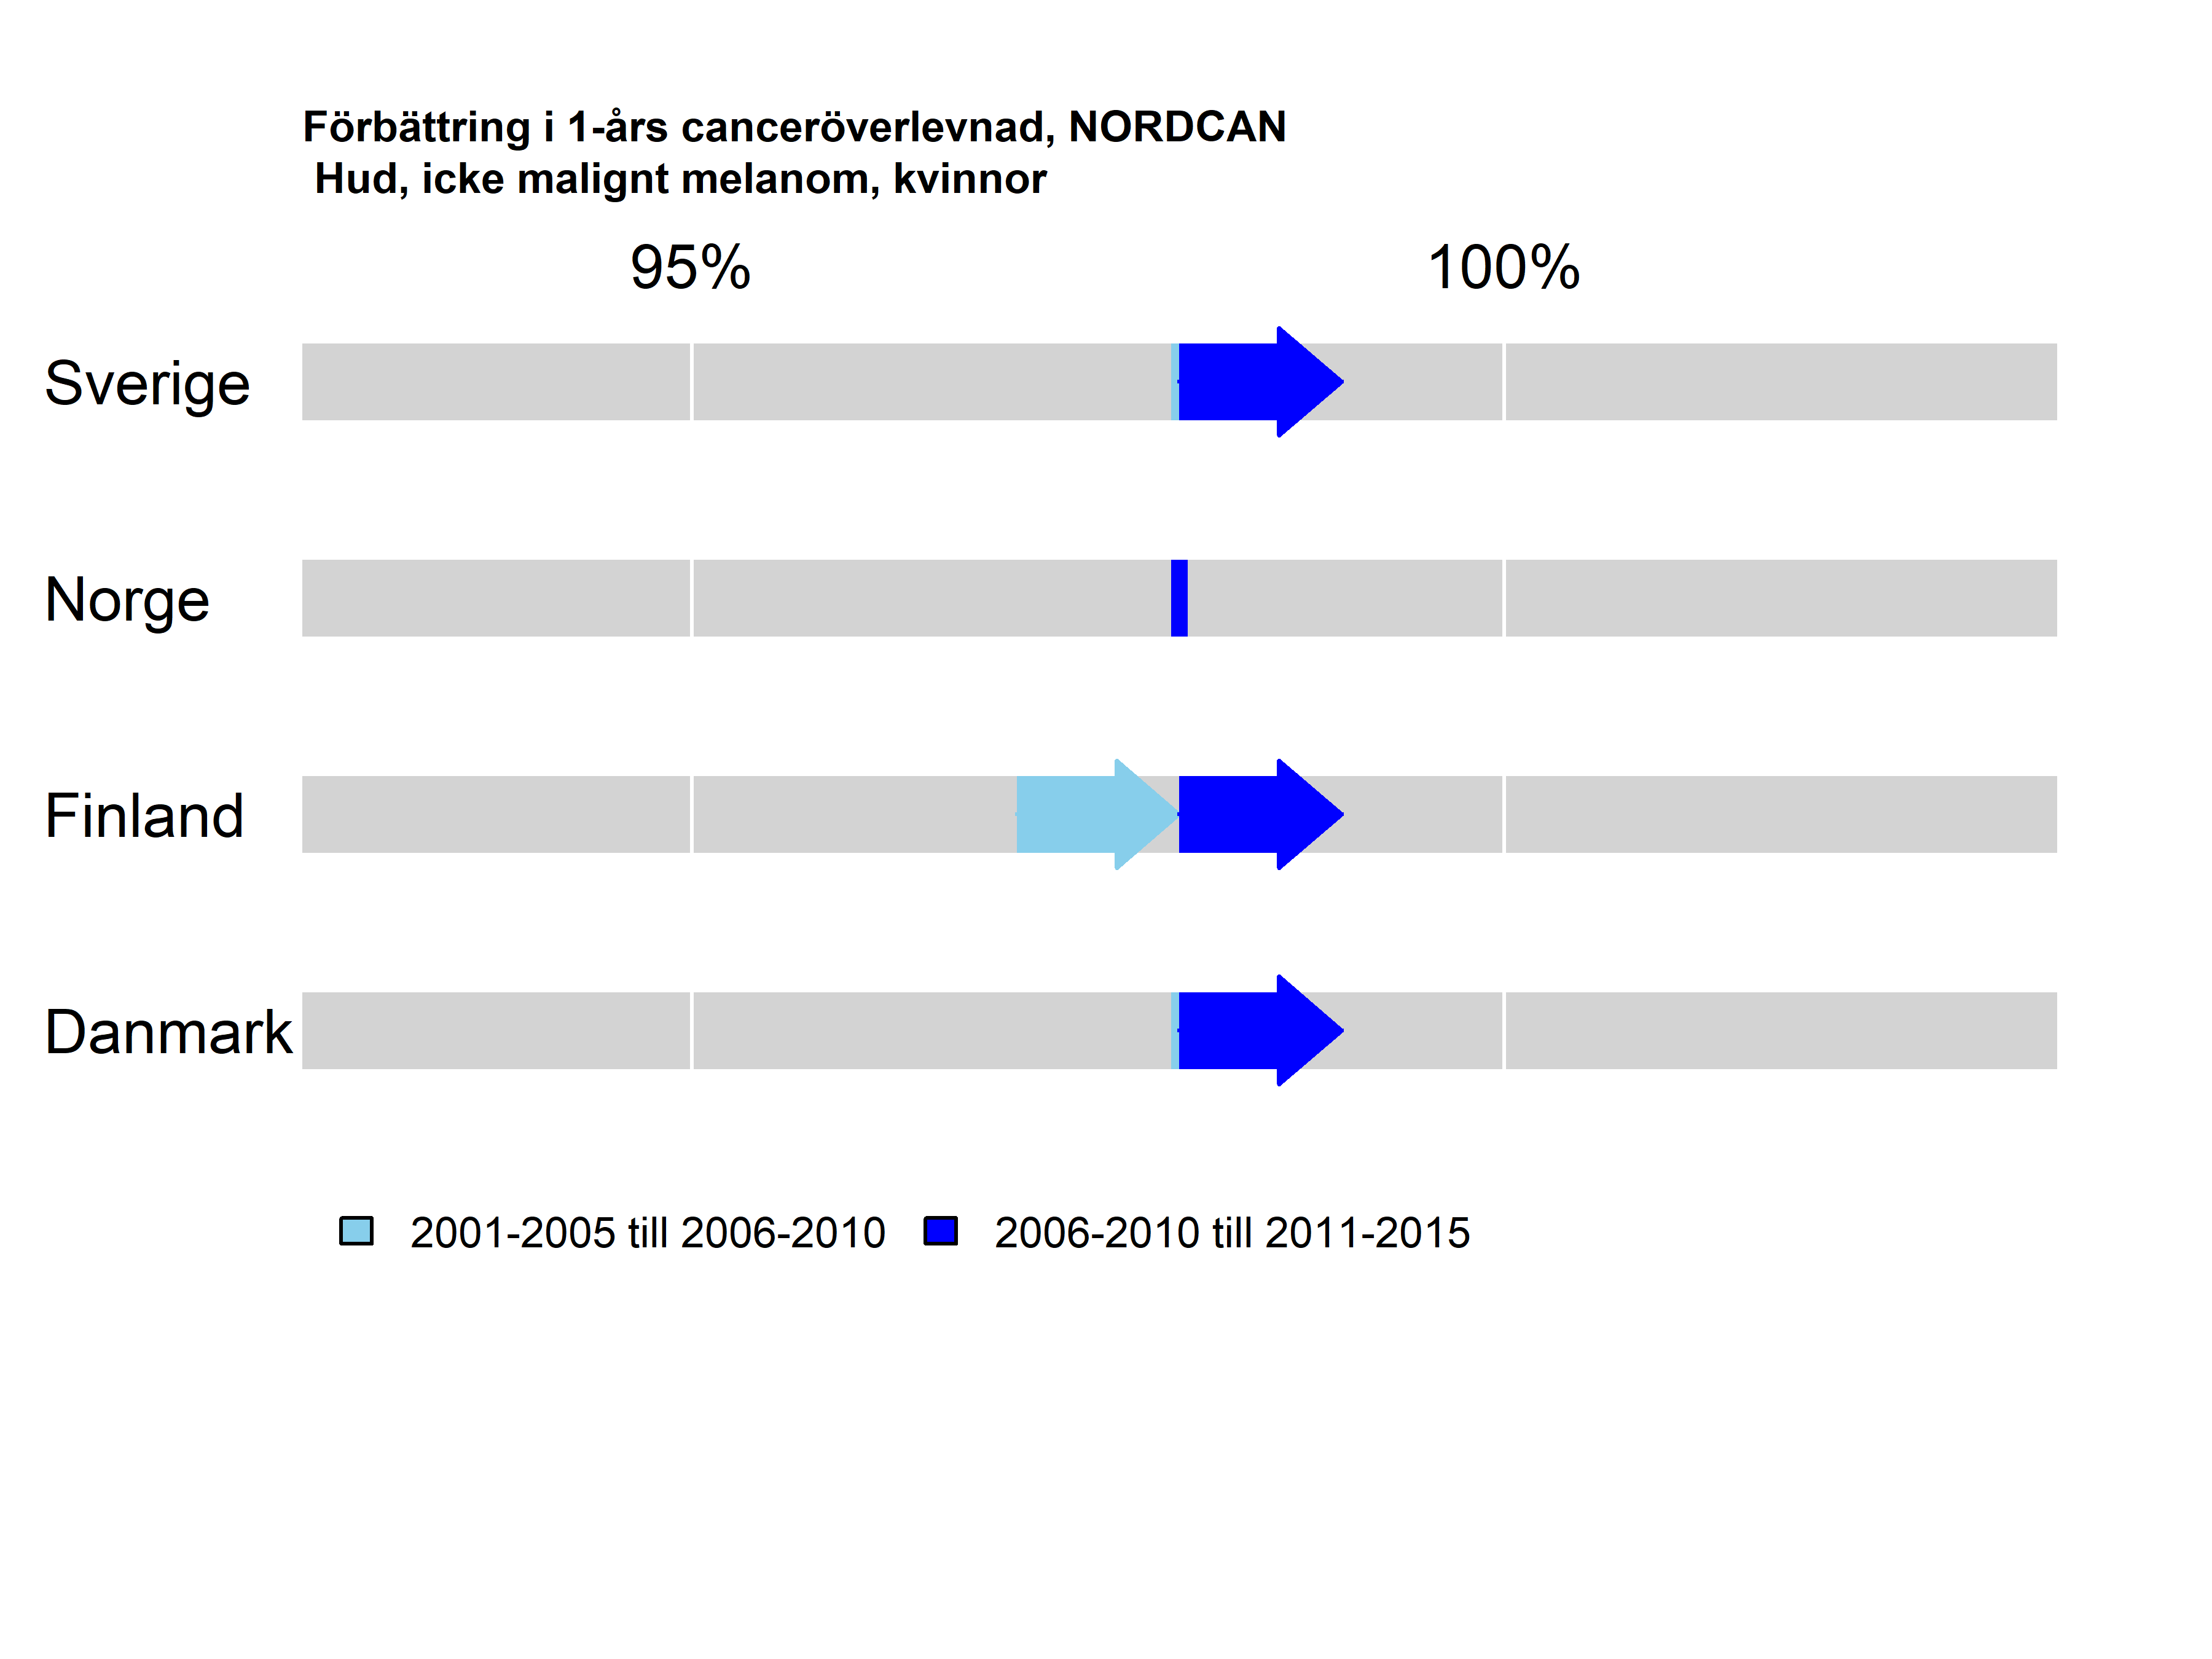 Förbättring i 1-års canceröverlevnad, NORDCAN
Hud, icke malignt melanom, kvinnor
95% 100%
Sverige
Norge
Finland
Danmark
2001-2005 till 2006-2010 2006-2010 till 2011-2015